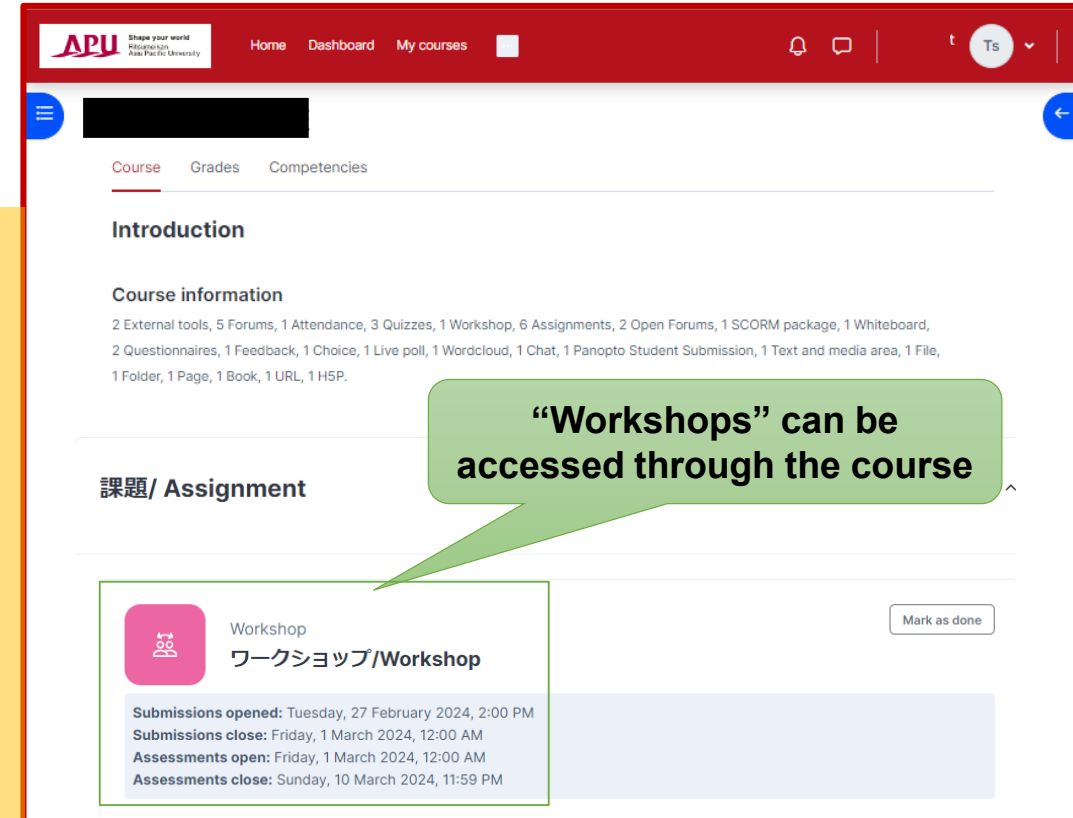 APU Shape your world
Ritsumeikan
Asia Pacific University
Home Dashboard My courses
t Ts
Course Grades Competencies
Introduction
Course information
2 External tools, 5 Forums, 1 Attendance, 3 Quizzes, 1 Workshop, 6 Assignments, 2 Open Forums, 1 SCORM package, 1 Whiteboard,
2 Questionnaires, 1 Feedback, 1 Choice, 1 Live poll, 1 Wordcloud, 1 Chat, 1 Panopto Student Submission, 1 Text and media area, 1 File,
1 Folder, 1 Page, 1 Book, 1 URL, 1 H5P.
“Workshops” can be
accessed through the course
課題/ Assignment
Workshop
Mark as done
ワークショップ/Workshop
Submissions opened: Tuesday, 27 February 2024, 2:00 PM
Submissions close: Friday, 1 March 2024, 12:00 AM
Assessments open: Friday, 1 March 2024, 12:00 AM
Assessments close: Sunday, 10 March 2024, 11:59 PM